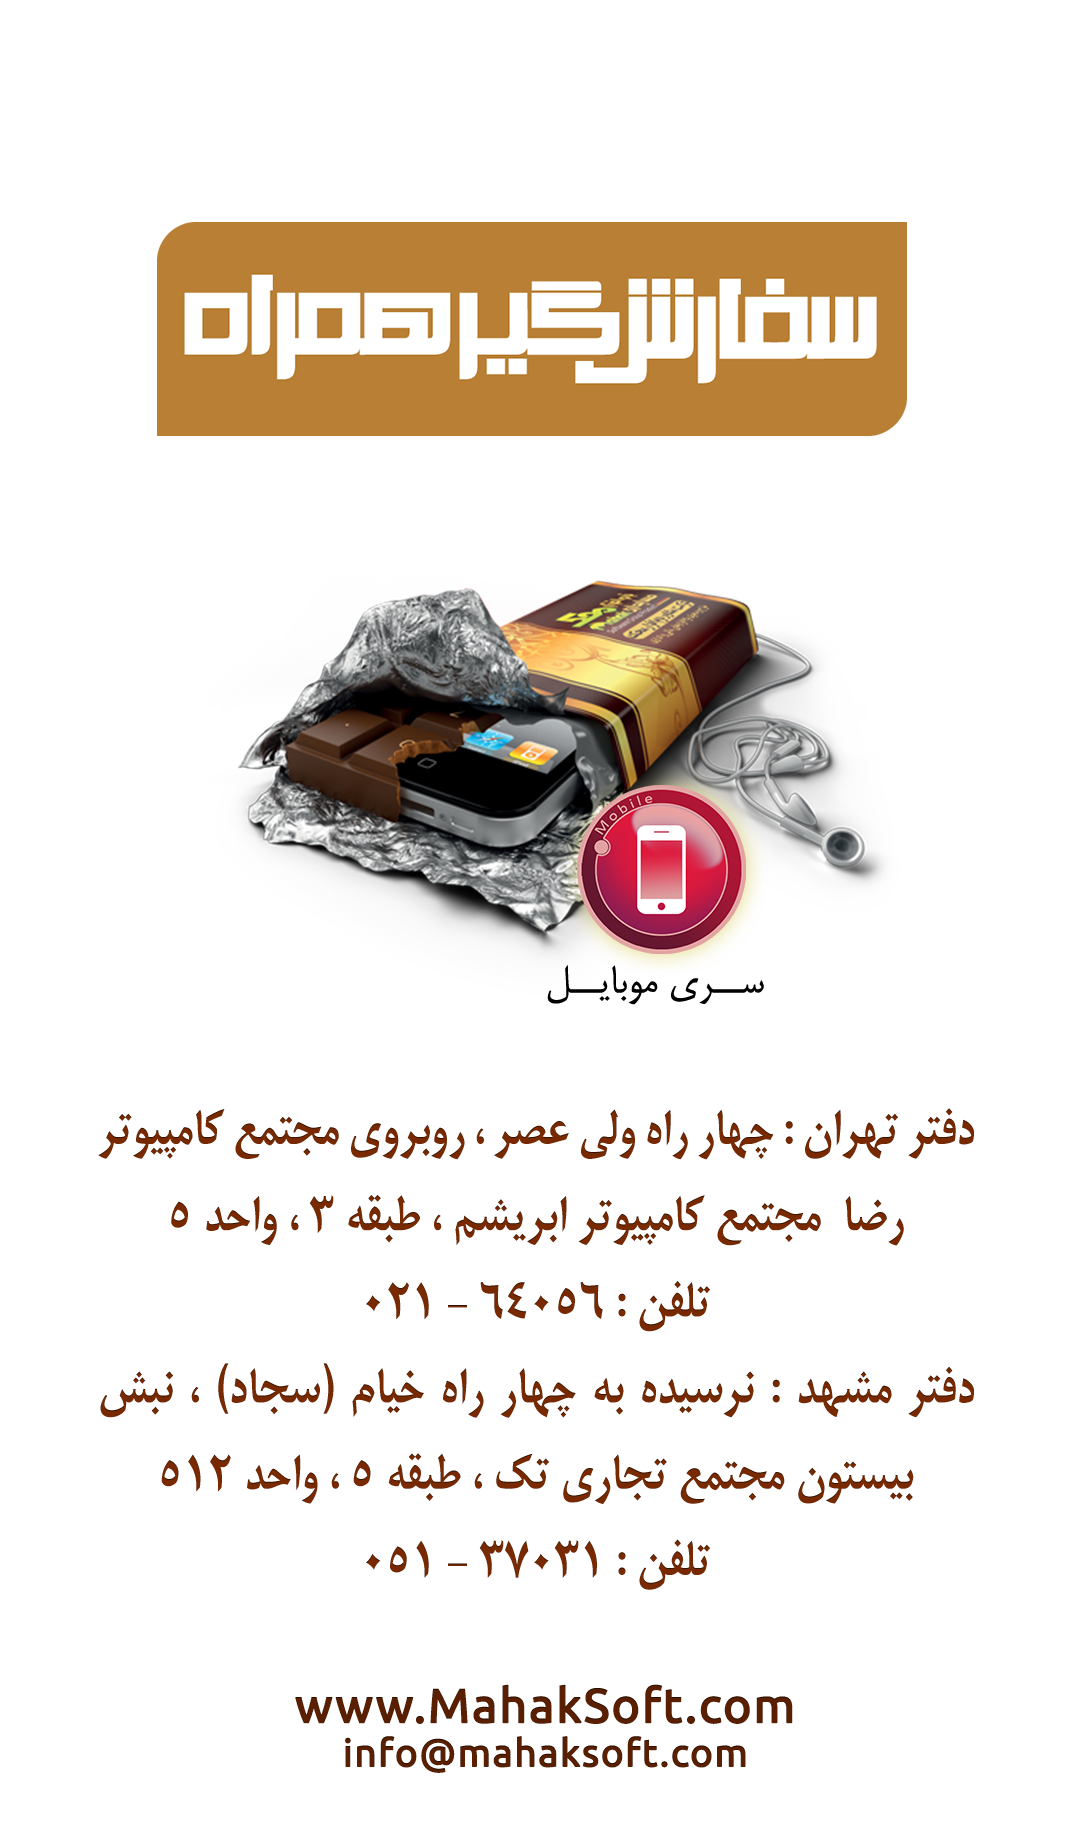 سفارش‌گیر همراه
Mobile
سری موبایل
دفتر تهران : چهار راه ولی عصر ، روبروی مجتمع کامپیوتر
رضا مجتمع کامپیوتر ابریشم ، طبقه ۳ ، واحد ۵
تلفن : ۶۴۰۵۶ - ۰۲۱
دفتر مشهد : نرسیده به چهار راه خیام (سجاد) ، نبش
بیستون مجتمع تجاری تک ، طبقه ۵ ، واحد ۵۱۲
تلفن : ۳۷۰۳۱ - ۰۵۱
www.MahakSoft.com
info@mahaksoft.com